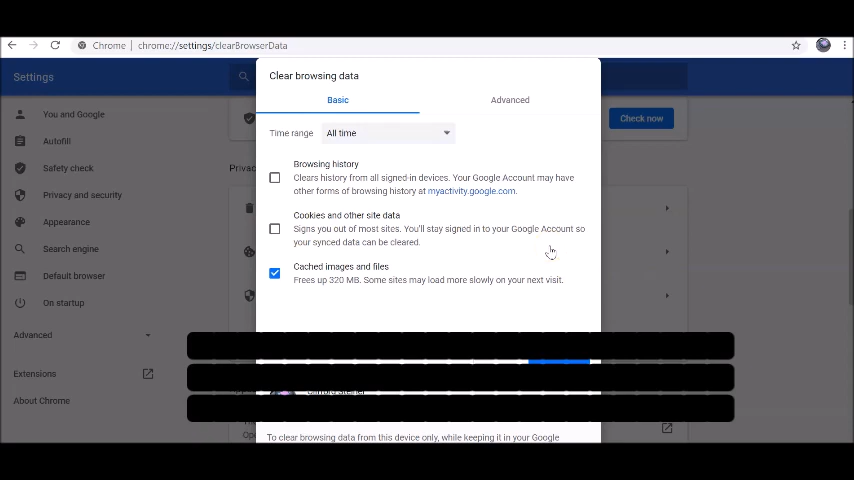 Chrome | chrome://settings/clearBrowserData
Settings
Clear browsing data
Basic
Advanced
Check now
You and Google
Autofill
Time range
All time
Safety check
Browsing history
Clears history from all signed-in devices. Your Google Account may have
other forms of browsing history at myactivity.google.com.
Privacy and security
Appearance
Search engine
Default browser
On startup
Cookies and other site data
Signs you out of most sites. You'll stay signed in to your Google Account so
your synced data can be cleared.
Cached images and files
Frees up 320 MB. Some sites may load more slowly on your next visit.
Advanced
Extensions
About Chrome
To clear browsing data from this device only, while keeping it in your Google